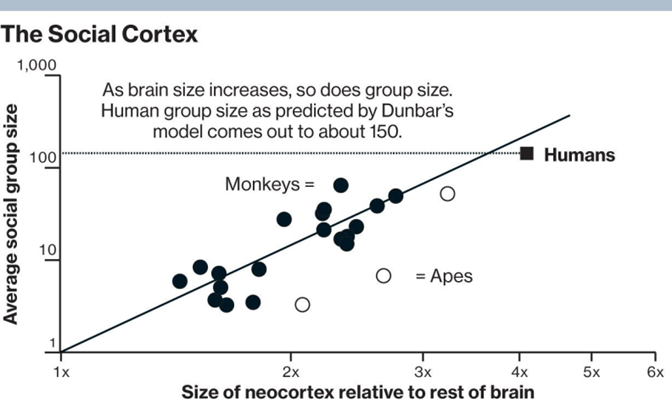 The Social Cortex
1,000
As brain size increases, so does group size.
Human group size as predicted by Dunbar's
model comes out to about 150.
100
Humans
Monkeys =
10
= Apes
1
Average social group size
1x
2x
3x
4x
5x
6x
Size of neocortex relative to rest of brain